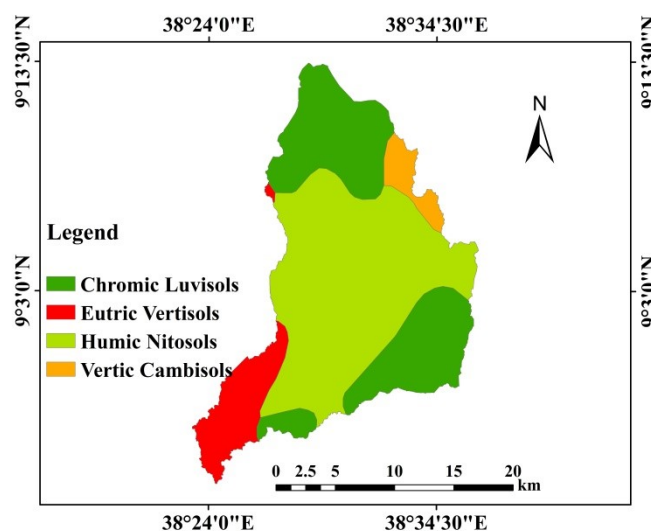 38°24'0"E 38°34'30"E
9°13'30"N 9°13'30"N
N
Legend
Chromic Luvisols
Eutric Vertisols
Humic Nitosols
Vertic Cambisols
9°3'0"N 9°3'0"N
0 2.5 5 10 15 20
km
38°24'0"E 38°34'30"E